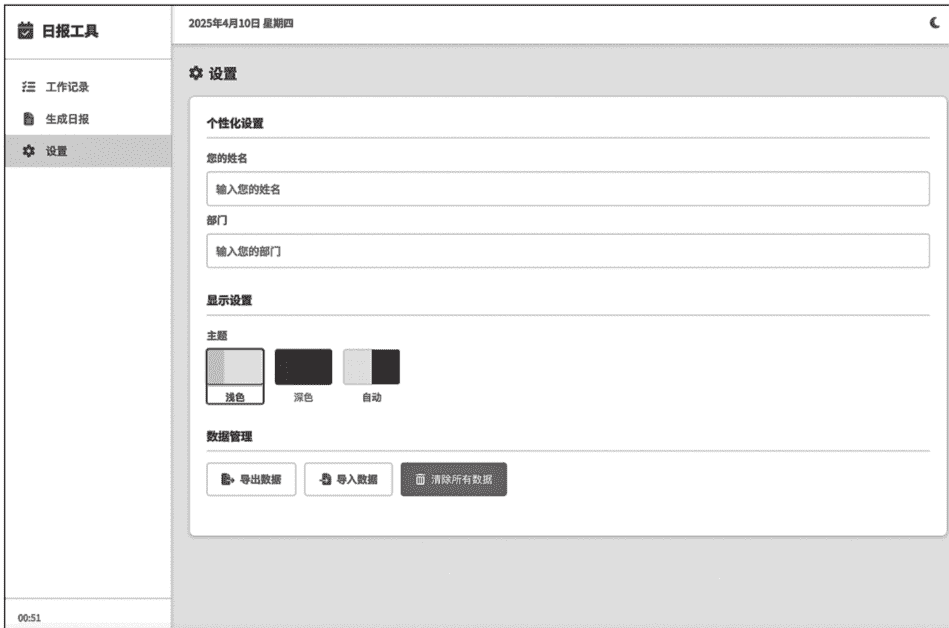 日报工具
2025年4月10日 星期四
工作记录
生成日报
设置
设置
个性化设置
您的姓名
输入您的姓名
部门
输入您的部门
显示设置
主题
浅色 深色 自动
数据管理
导出数据 导入数据 清除所有数据
00:51